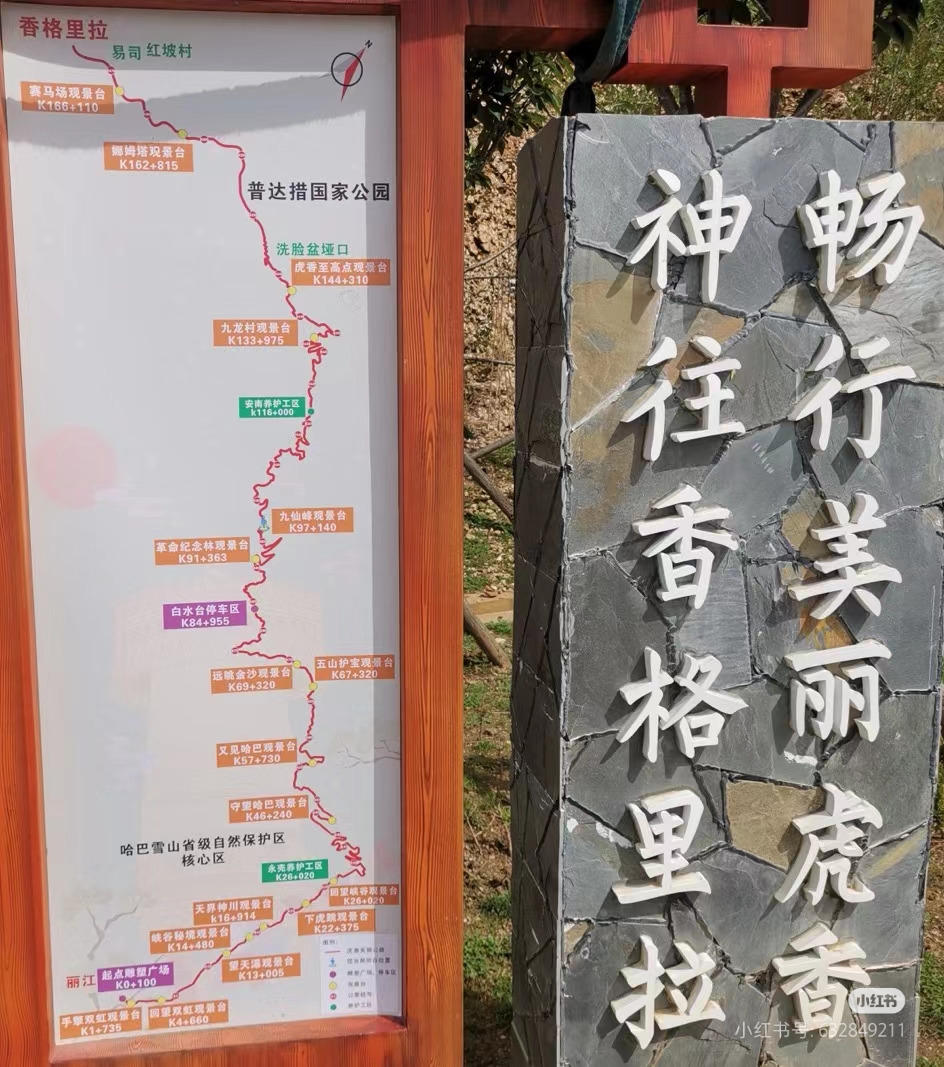 香格里拉
易司 红坡村
赛马场观景台
K166+110
娜姆塔观景台
K162+815
普达措国家公园
洗脸盆垭口
虎香至高点观景台
K144+310
九龙村观景台
K133+975
安南养护工区
k116+000
九仙峰观景台
K97+140
革命纪念林观景台
K91+363
白水台停车区
K84+955
五山护宝观景台
K67+320
远眺金沙观景台
K69+320
又见哈巴观景台
K57+730
守望哈巴观景台
K46+240
哈巴雪山省级自然保护区
核心区
永壳养护工区
K26+020
回望峡谷观景台
K26+020
天界神川观景台
k16+914
下虎跳观景台
K22+375
峡谷秘境观景台
K14+480
望天瀑观景台
K13+005
丽江
起点雕塑广场
K0+100
手擎双虹观景台
K1+735
回望双虹观景台
K4+660
图例:
畅行美丽虎香
神往香格里拉
小红书
小红书号: 632849211